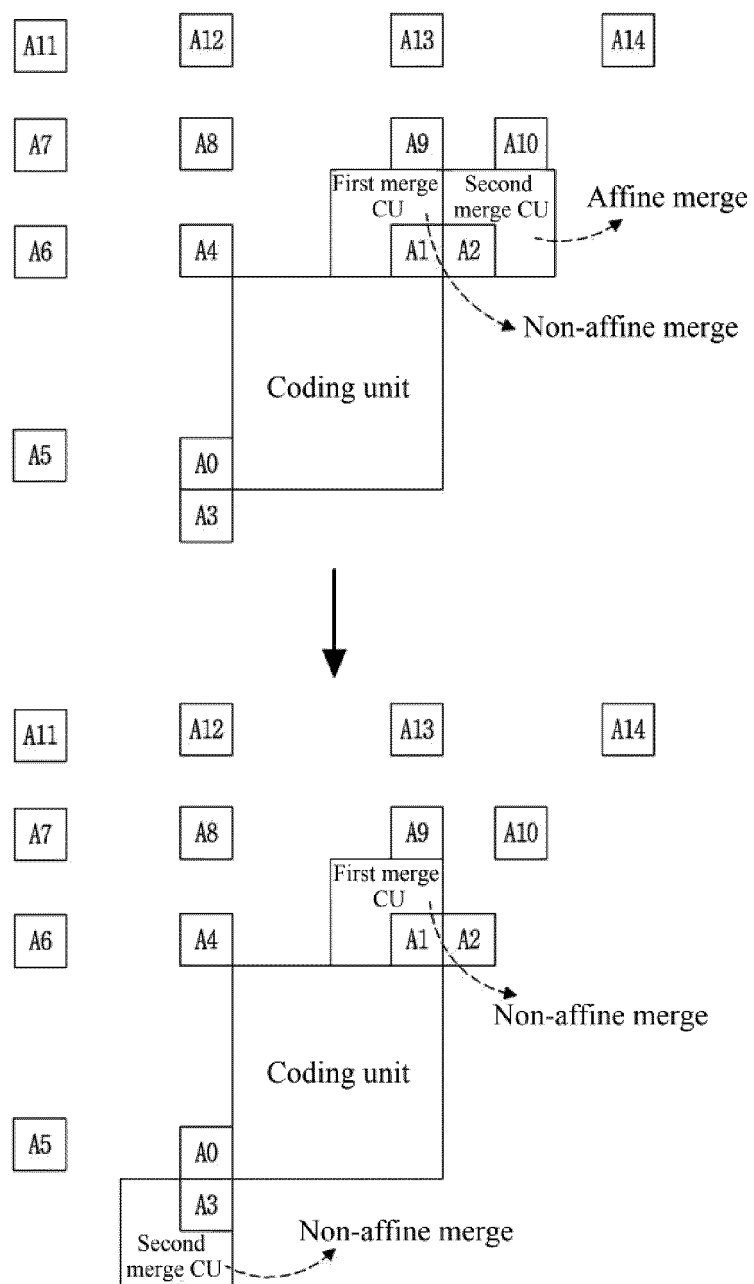 A11
A12
A13
A14
A7
A8
A9
A10
First merge
CU
Second
merge CU
Affine merge
A6
A4
A1
A2
Non-affine merge
Coding unit
A5
A0
A3
A11
A12
A13
A14
A7
A8
A9
A10
First merge
CU
A6
A4
A1
A2
Non-affine merge
Coding unit
A5
A0
A3
Non-affine merge
Second
merge CU